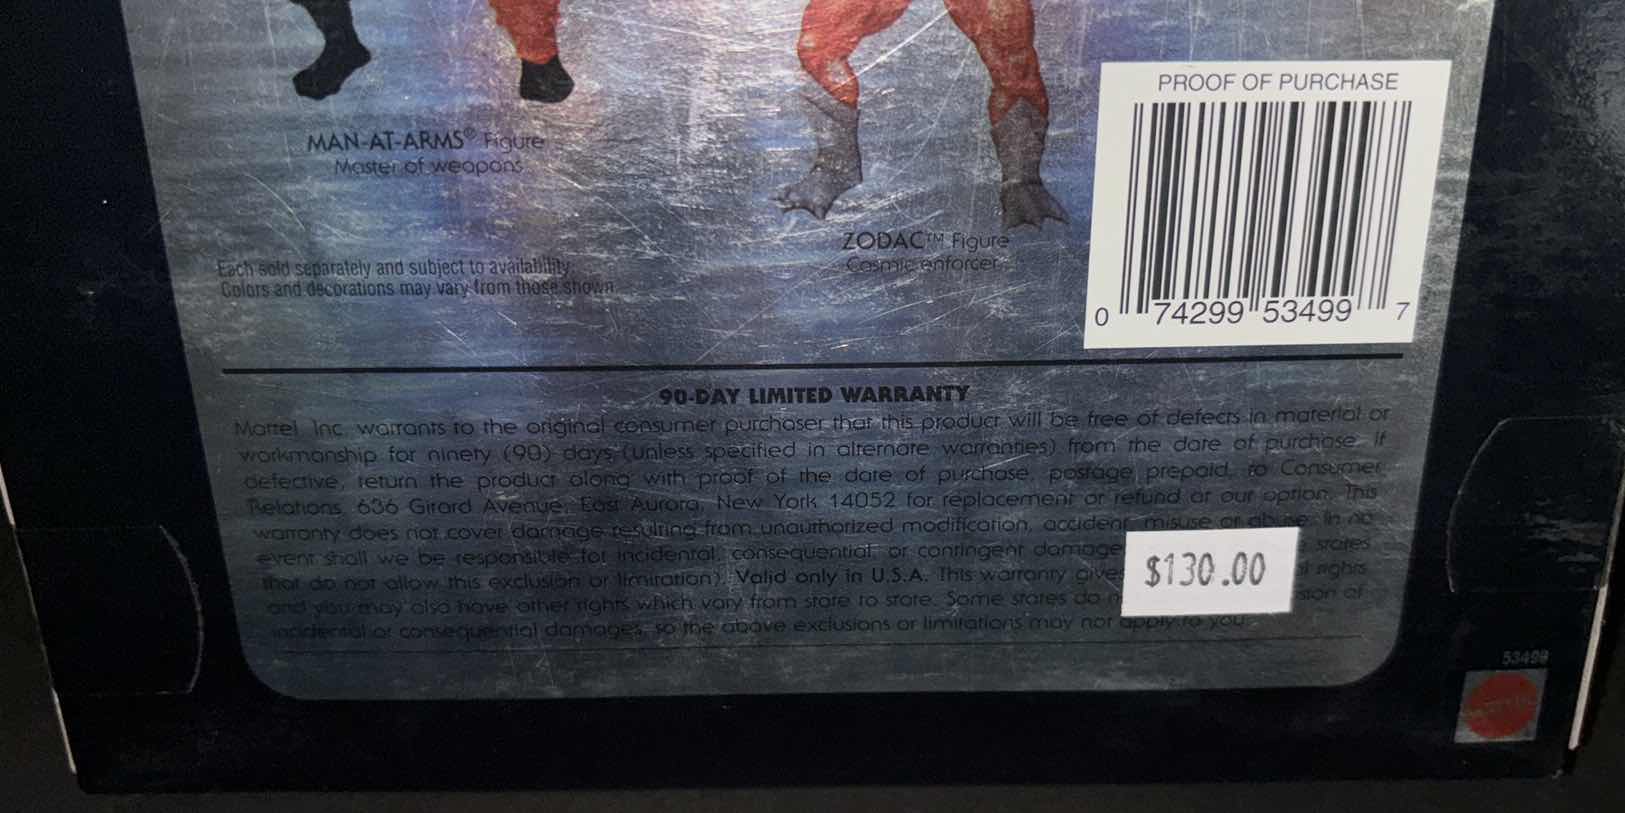 PROOF OF PURCHASE
MAN-AT-ARMS® Figure
Master of weapons
ZODAC™ Figure
Cosmic enforcer
Each sold separately and subject to availability.
Colors and decorations may vary from those shown.
0 74299 53499 7
90-DAY LIMITED WARRANTY
Mattel Inc. warrants to the original consumer purchaser that this product will be free of defects in material or
workmanship for ninety (90) days (unless specified in alternate warranties) from the date of purchase. If
defective, return the product along with proof of the date of purchase, postage prepaid, to Consumer
Relations, 636 Girard Avenue, East Aurora, New York 14052 for replacement or refund at our option. This
warranty does not cover damage resulting from unauthorized modification, accident, misuse or abuse. In no
event shall we be responsible for incidental, consequential, or contingent damage states
that do not allow this exclusion or limitation). Valid only in U.S.A. This warranty gives rights
and you may also have other rights which vary from state to state. Some states do of
incidental or consequential damages, so the above exclusions or limitations may not apply to you.
$130.00
53499
MATTEL